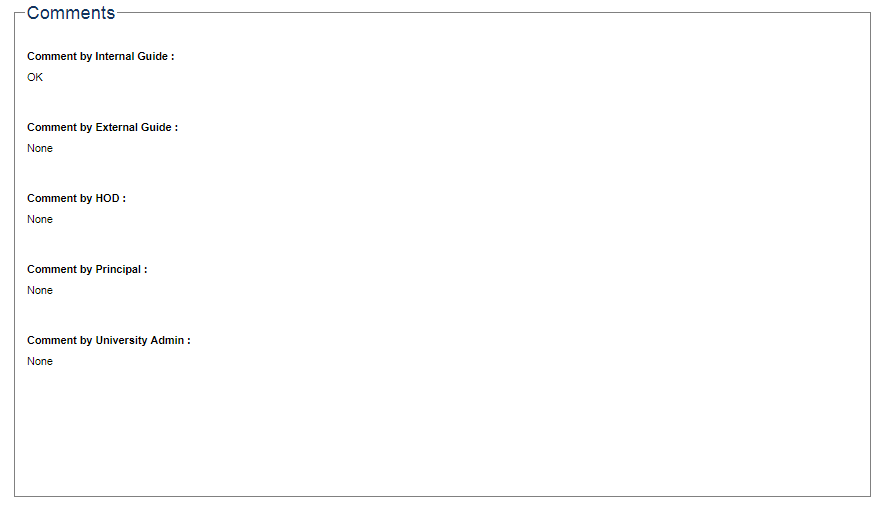 Comments
Comment by Internal Guide :
OK
Comment by External Guide :
None
Comment by HOD :
None
Comment by Principal :
None
Comment by University Admin :
None